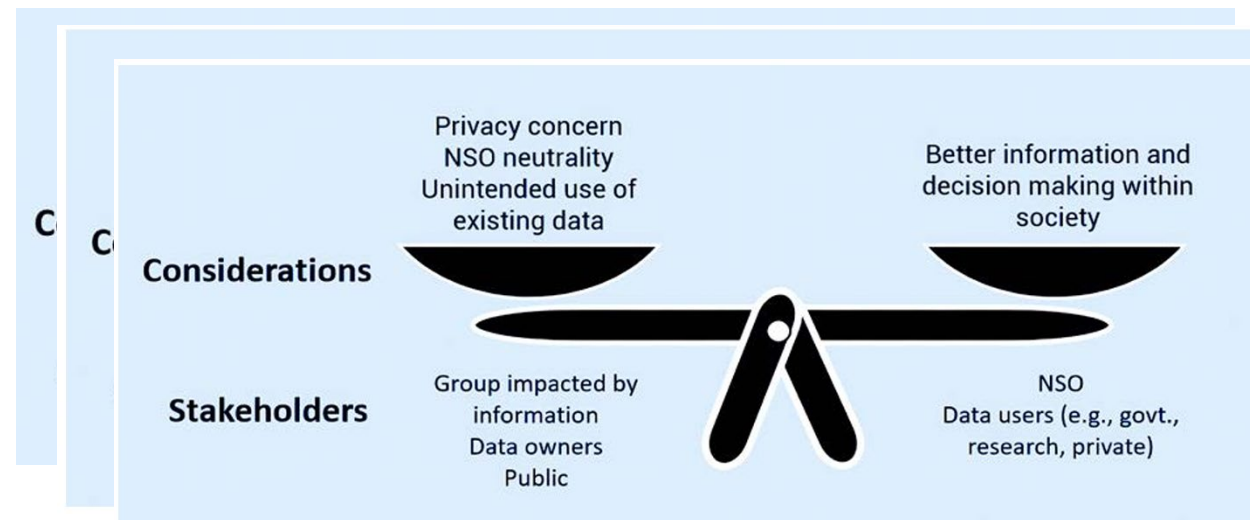 Privacy concern
NSO neutrality
Unintended use of
existing data
Better information and
decision making within
society
Considerations
Stakeholders
Group impacted by
information
Data owners
Public
NSO
Data users (e.g., govt.,
research, private)